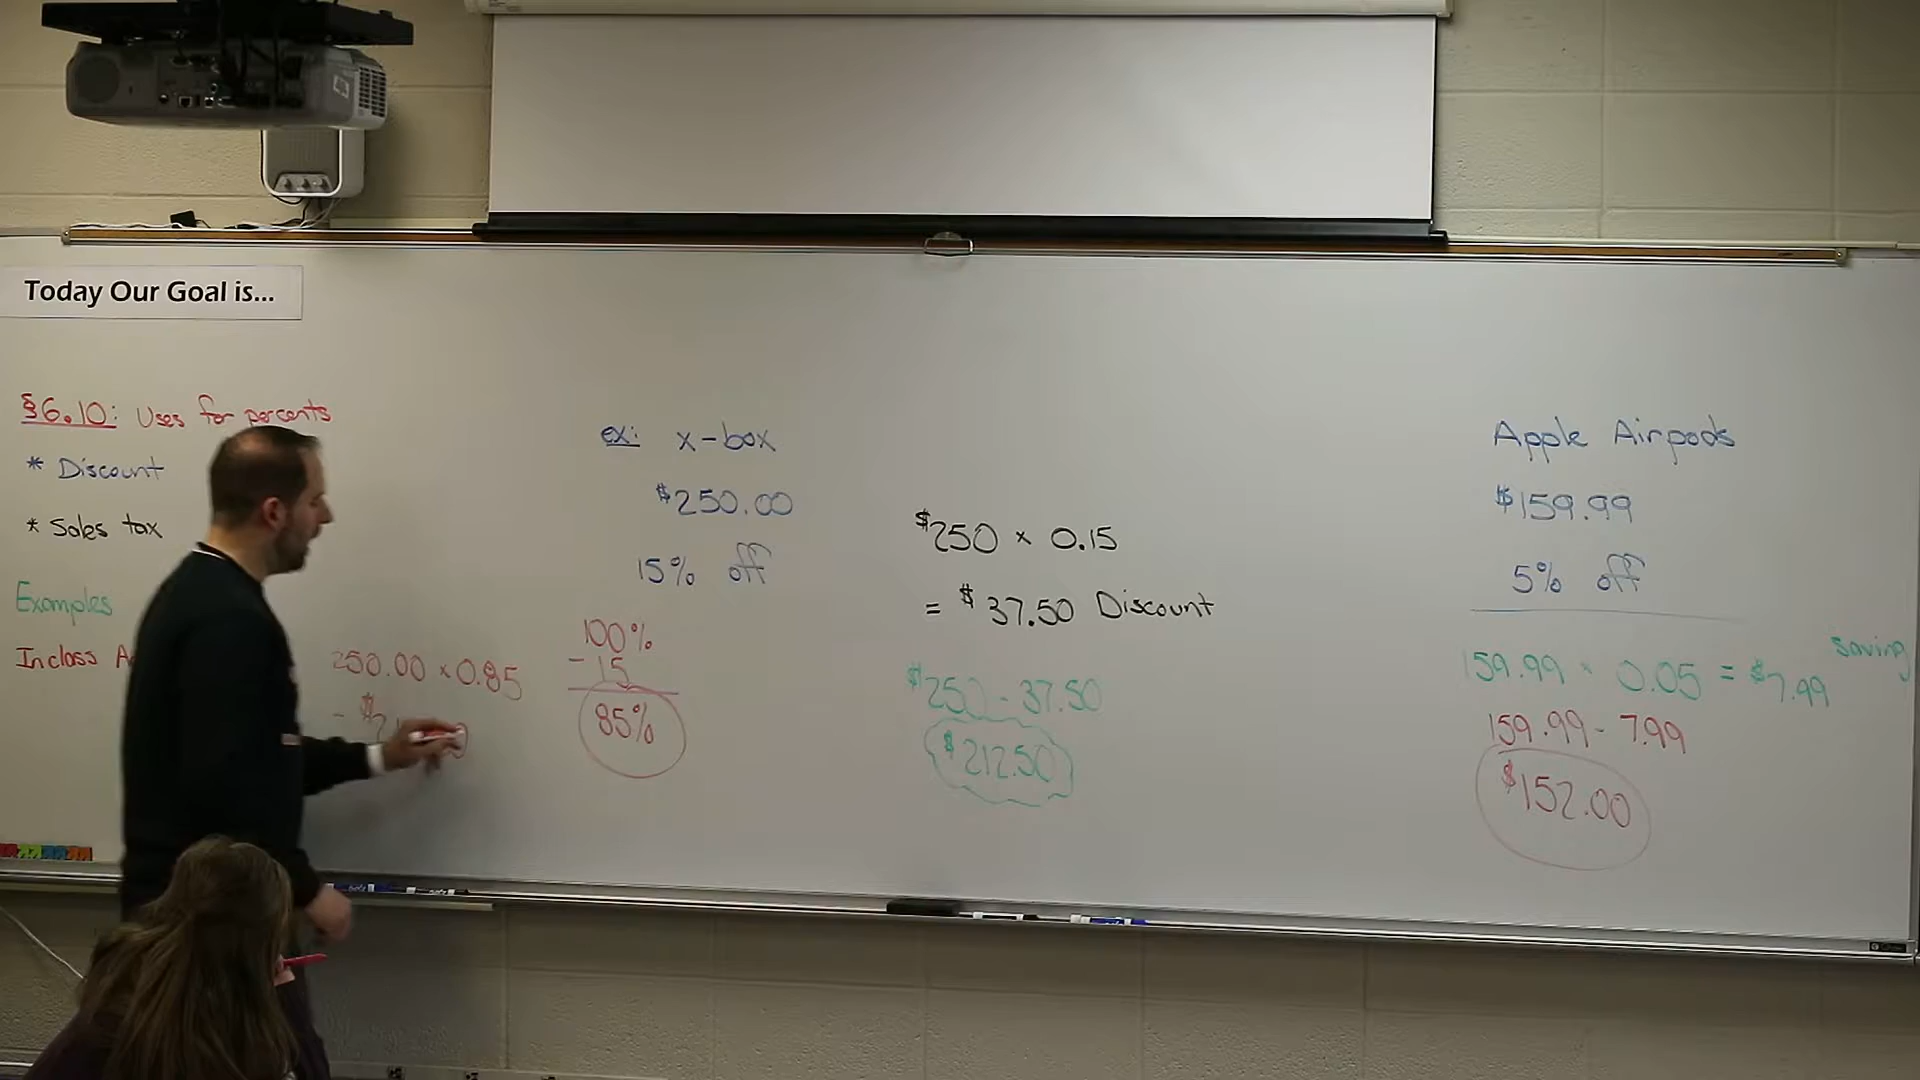 Today Our Goal is...
§6.10: Uses for percents
* Discount
* Sales tax
Examples
Inclass
250.00 × 0.85
ex: x-box
$250.00
15% off
100%
- 15
85%
$250 × 0.15
= $37.50 Discount
$250 - 37.50
$212.50
Apple Airpods
$159.99
5% off
159.99 × 0.05 = $7.99 saving
159.99 - 7.99
$152.00